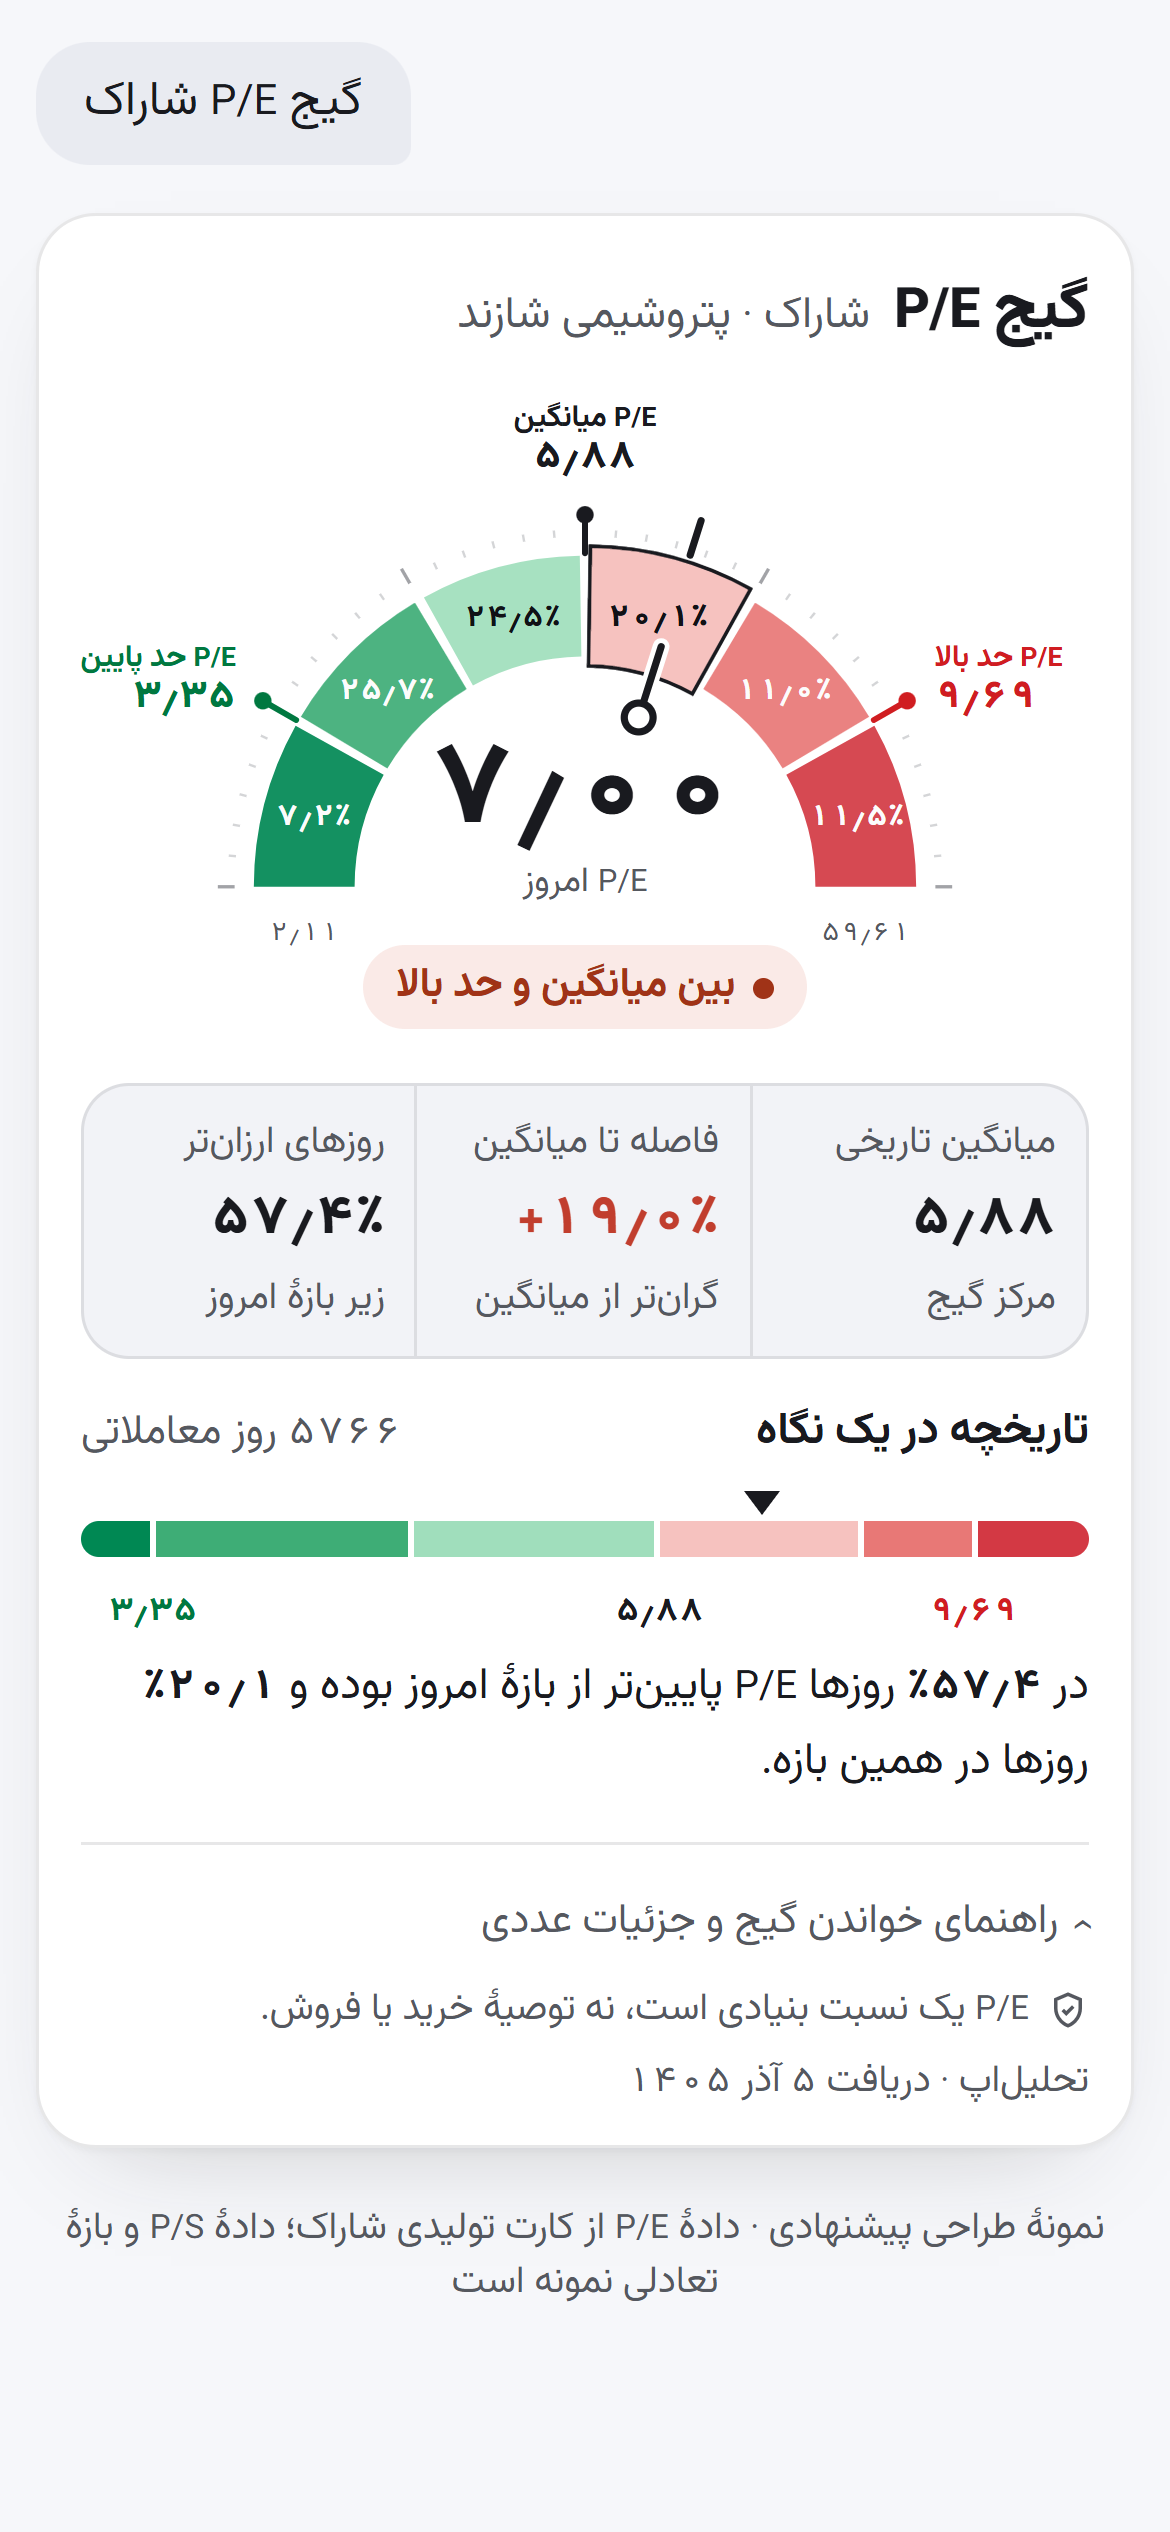 گیج P/E شاراک
گیج P/E شاراک · پتروشیمی شازند
P/E میانگین
۵٫۸۸
۲۴٫۵٪
۲۰٫۱٪
P/E حد پایین
۳٫۳۵
P/E حد بالا
۹٫۶۹
۲۵٫۷٪
۱۱٫۰٪
۷٫۲٪
۷٫۰۰
۱۱٫۵٪
P/E امروز
۲٫۱۱
۵۹٫۶۱
بین میانگین و حد بالا
میانگین تاریخی
۵٫۸۸
مرکز گیج
فاصله تا میانگین
+۱۹٫۰٪
گران‌تر از میانگین
روزهای ارزان‌تر
۵۷٫۴٪
زیر بازهٔ امروز
تاریخچه در یک نگاه
۵۷۶۶ روز معاملاتی
۳٫۳۵
۵٫۸۸
۹٫۶۹
در ۵۷٫۴٪ روزها P/E پایین‌تر از بازهٔ امروز بوده و ۲۰٫۱٪
روزها در همین بازه.
راهنمای خواندن گیج و جزئیات عددی
P/E یک نسبت بنیادی است، نه توصیهٔ خرید یا فروش.
تحلیل‌اپ · دریافت ۵ آذر ۱۴۰۵
نمونهٔ طراحی پیشنهادی · دادهٔ P/E از کارت تولیدی شاراک؛ دادهٔ P/S و بازهٔ
تعادلی نمونه است